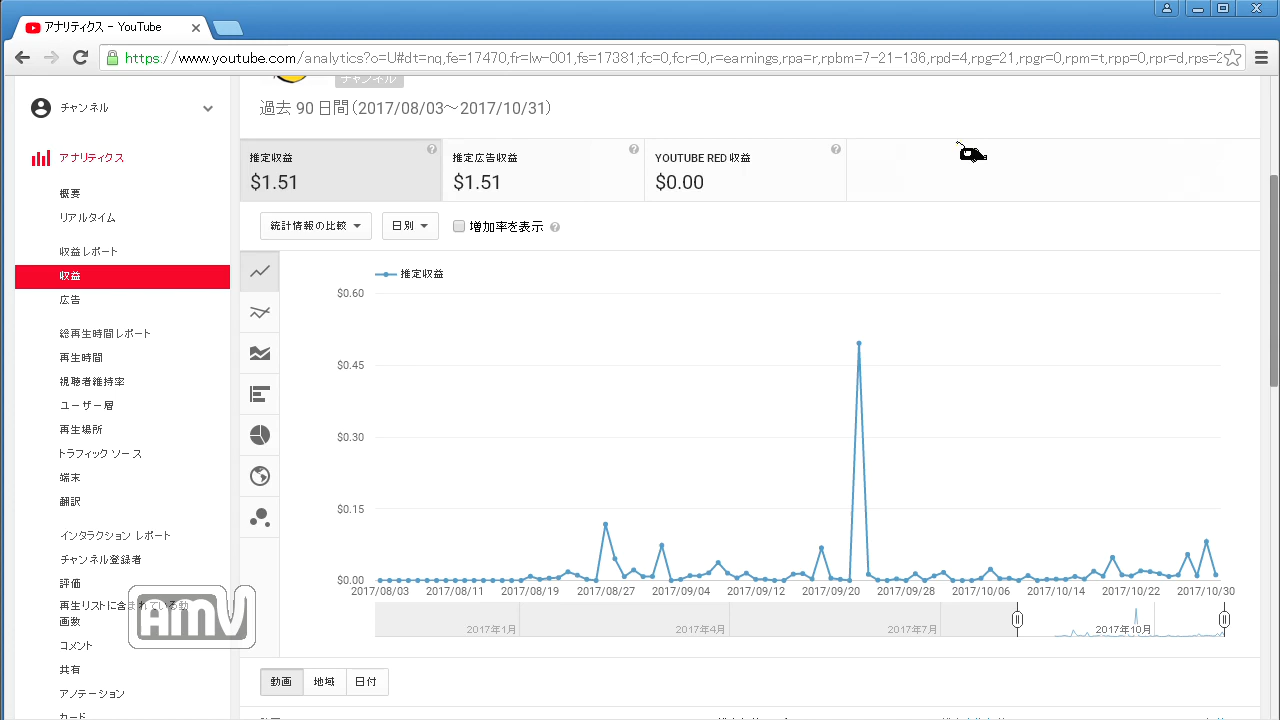 アナリティクス - YouTube
https://www.youtube.com/analytics?o=U#dt=nq,fe=17470,fr=lw-001,fs=17381,fc=0,fcr=0,r=earnings,rpa=r,rpbm=7-21-136,rpd=4,rpg=21,rpgr=0,rpm=t,rpp=0,rpr=d,rps=2
チャンネル
過去 90 日間(2017/08/03～2017/10/31)
チャンネル
アナリティクス
概要
リアルタイム
収益レポート
収益
広告
総再生時間レポート
再生時間
視聴者維持率
ユーザー層
再生場所
トラフィック ソース
端末
翻訳
インタラクション レポート
チャンネル登録者
評価
再生リストに含まれている動
画数
コメント
共有
アノテーション
カード
AMV
推定収益 ?
$1.51
推定広告収益 ?
$1.51
YOUTUBE RED 収益 ?
$0.00
統計情報の比較 日別 増加率を表示 ?
推定収益
$0.60
$0.45
$0.30
$0.15
$0.00
2017/08/03 2017/08/11 2017/08/19 2017/08/27 2017/09/04 2017/09/12 2017/09/20 2017/09/28 2017/10/06 2017/10/14 2017/10/22 2017/10/30
2017年1月 2017年4月 2017年7月 2017年10月
動画 地域 日付